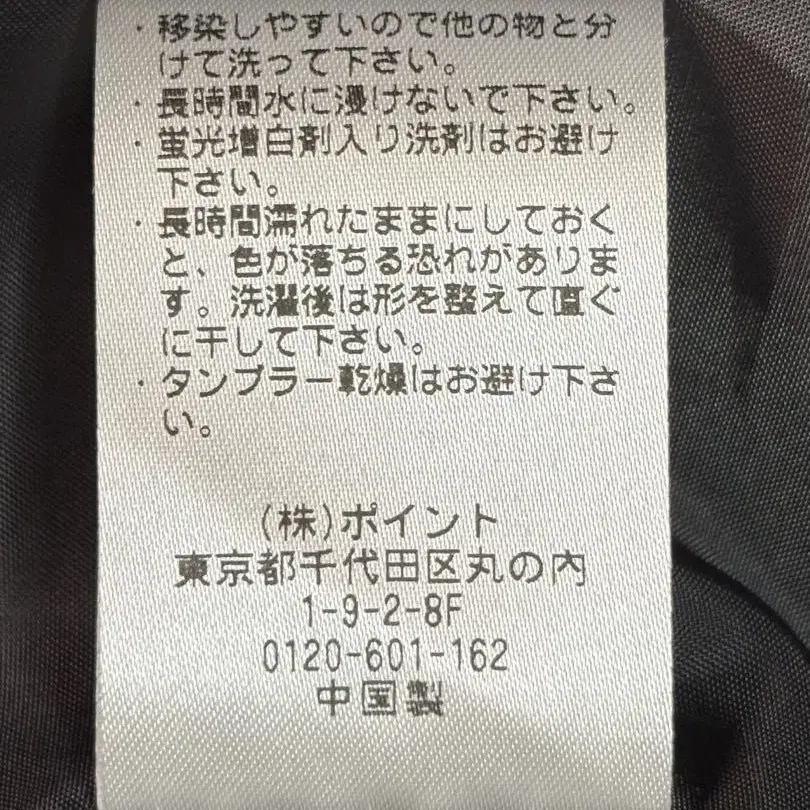 ・移染しやすいので他の物と分
けて洗って下さい。
・長時間水に浸けないで下さい。
・蛍光増白剤入り洗剤はお避け
下さい。
・長時間濡れたままにしておく
と、色が落ちる恐れがありま
す。洗濯後は形を整えて直ぐ
に干して下さい。
・タンブラー乾燥はお避け下さ
い。
(株)ポイント
東京都千代田区丸の内
1-9-2-8F
0120-601-162
中国製